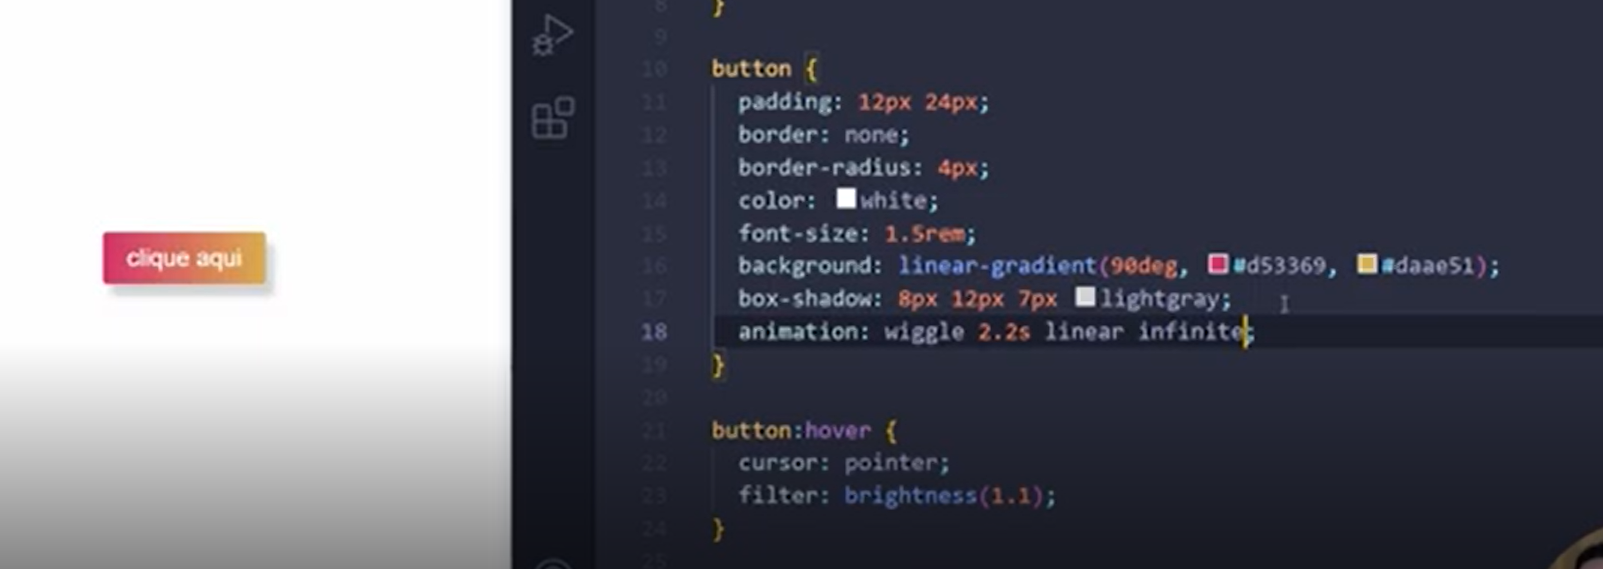 clique aqui
8 }
9
10 button {
11 padding: 12px 24px;
12 border: none;
13 border-radius: 4px;
14 color: white;
15 font-size: 1.5rem;
16 background: linear-gradient(90deg, #d53369, #daae51);
17 box-shadow: 8px 12px 7px lightgray;
18 animation: wiggle 2.2s linear infinite;
19 }
20
21 button:hover {
22 cursor: pointer;
23 filter: brightness(1.1);
24 }
25